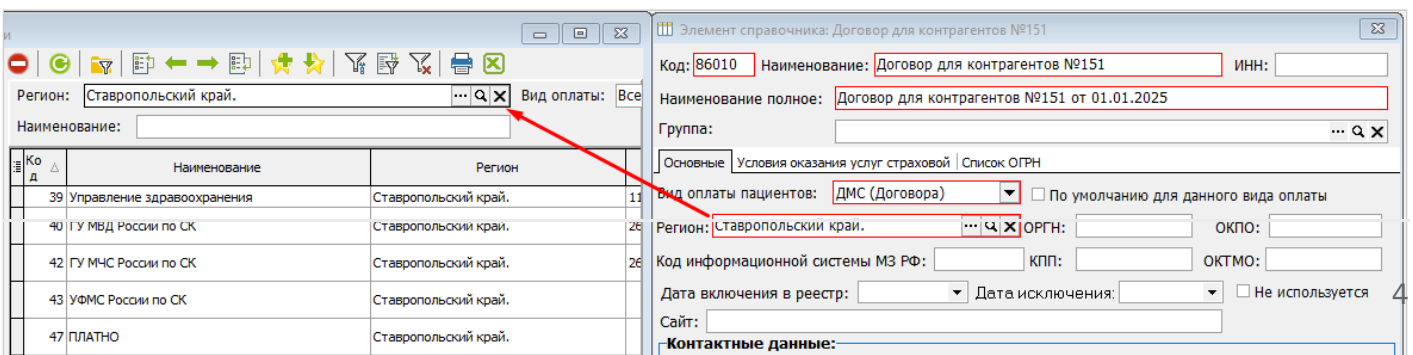 и
Регион: Ставропольский край. Вид оплаты: Все
Наименование:
Ко
д Наименование Регион
39 Управление здравоохранения Ставропольский край. 11
40 ГУ МВД России по СК Ставропольский край. 26
42 ГУ МЧС России по СК Ставропольский край. 26
43 УФМС России по СК Ставропольский край.
47 ПЛАТНО Ставропольский край.
Элемент справочника: Договор для контрагентов №151
Код: 86010 Наименование: Договор для контрагентов №151 ИНН:
Наименование полное: Договор для контрагентов №151 от 01.01.2025
Группа:
Основные Условия оказания услуг страховой Список ОГРН
Вид оплаты пациентов: ДМС (Договора) По умолчанию для данного вида оплаты
Регион: Ставропольский край. ОРГН: ОКПО:
Код информационной системы МЗ РФ: КПП: ОКТМО:
Дата включения в реестр: Дата исключения: Не используется
4
Сайт:
Контактные данные: